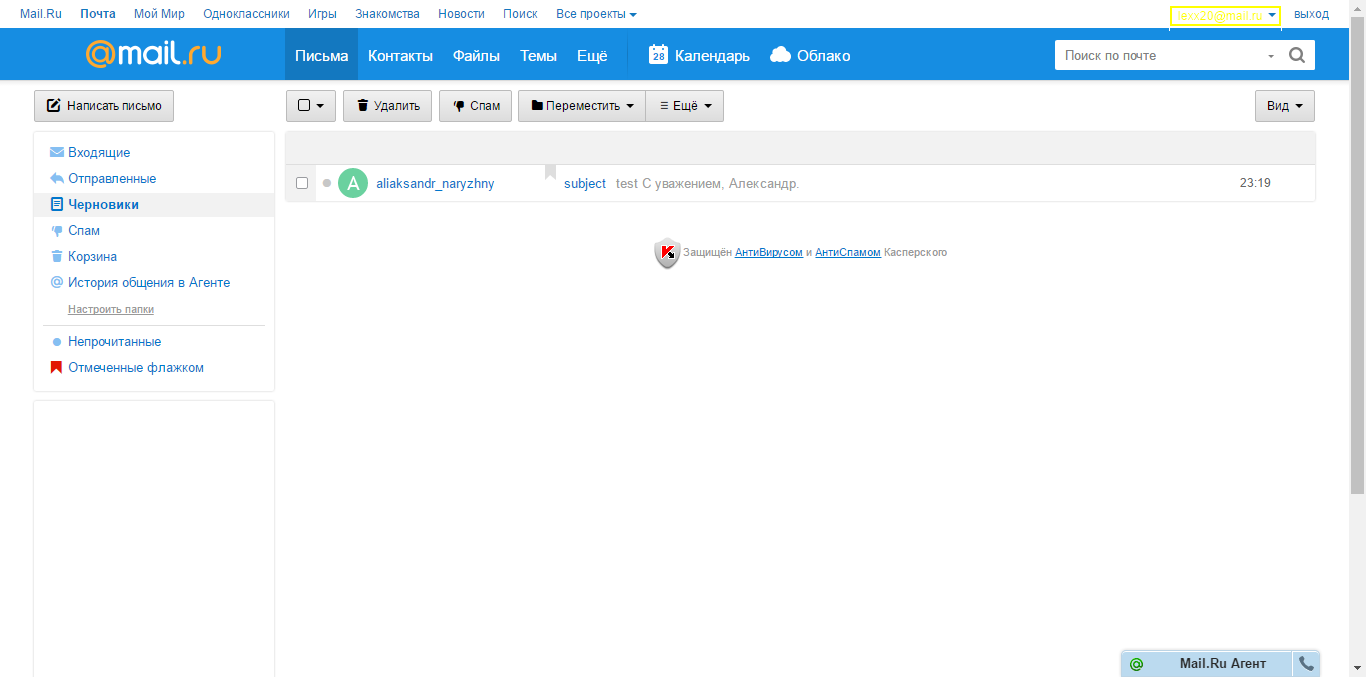 Mail.Ru Почта Мой Мир Одноклассники Игры Знакомства Новости Поиск Все проекты выход
@mail.ru Письма Контакты Файлы Темы Ещё 28 Календарь Облако Поиск по почте
Написать письмо Удалить Спам Переместить Ещё Вид
Входящие
Отправленные
Черновики
Спам
Корзина
История общения в Агенте
Настроить папки
Непрочитанные
Отмеченные флажком
А aliaksandr_naryzhny subject test С уважением, Александр. 23:19
Защищён АнтиВирусом и АнтиСпамом Касперского
@ Mail.Ru Агент